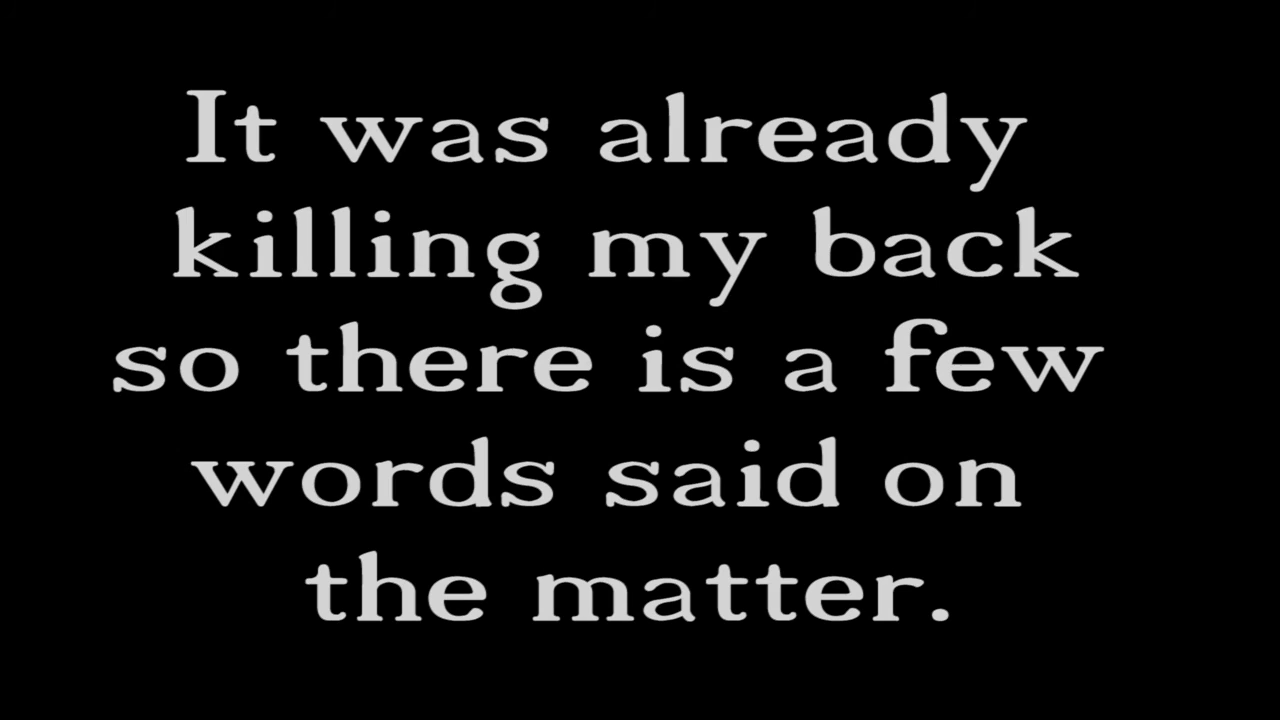 It was already
killing my back
so there is a few
words said on
the matter.